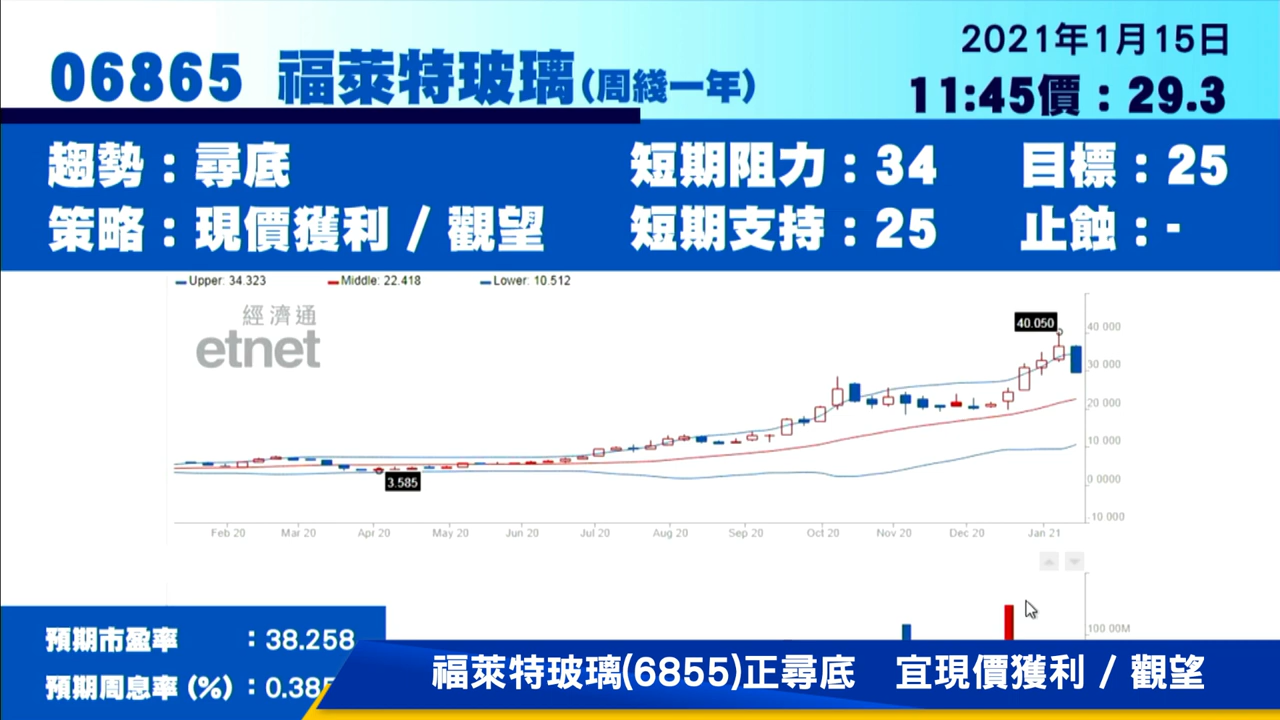 06865 福萊特玻璃(周綫一年)
2021年1月15日
11:45價：29.3
趨勢：尋底
短期阻力：34
目標：25
策略：現價獲利 / 觀望
短期支持：25
止蝕：-
Upper: 34.323
Middle: 22.418
Lower: 10.512
經濟通
etnet
40.050
3.585
40 000
30 000
20 000
10 000
0 0000
-10 000
Feb 20
Mar 20
Apr 20
May 20
Jun 20
Jul 20
Aug 20
Sep 20
Oct 20
Nov 20
Dec 20
Jan 21
100 00M
預期市盈率 ：38.258
預期周息率 (%)：0.385
福萊特玻璃(6855)正尋底 宜現價獲利 / 觀望